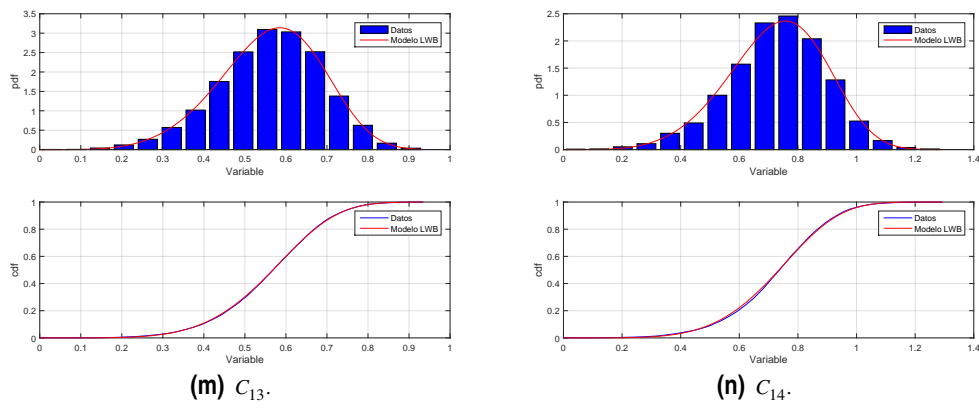 3.5
3
2.5
2
1.5
1
0.5
0
pdf
Datos
Modelo LWB
0 0.1 0.2 0.3 0.4 0.5 0.6 0.7 0.8 0.9 1
Variable
2.5
2
1.5
1
0.5
0
pdf
Datos
Modelo LWB
0 0.2 0.4 0.6 0.8 1 1.2 1.4
Variable
1
0.8
0.6
0.4
0.2
0
cdf
Datos
Modelo LWB
0 0.1 0.2 0.3 0.4 0.5 0.6 0.7 0.8 0.9 1
Variable
1
0.8
0.6
0.4
0.2
0
cdf
Datos
Modelo LWB
0 0.2 0.4 0.6 0.8 1 1.2 1.4
Variable
(m) C13.
(n) C14.